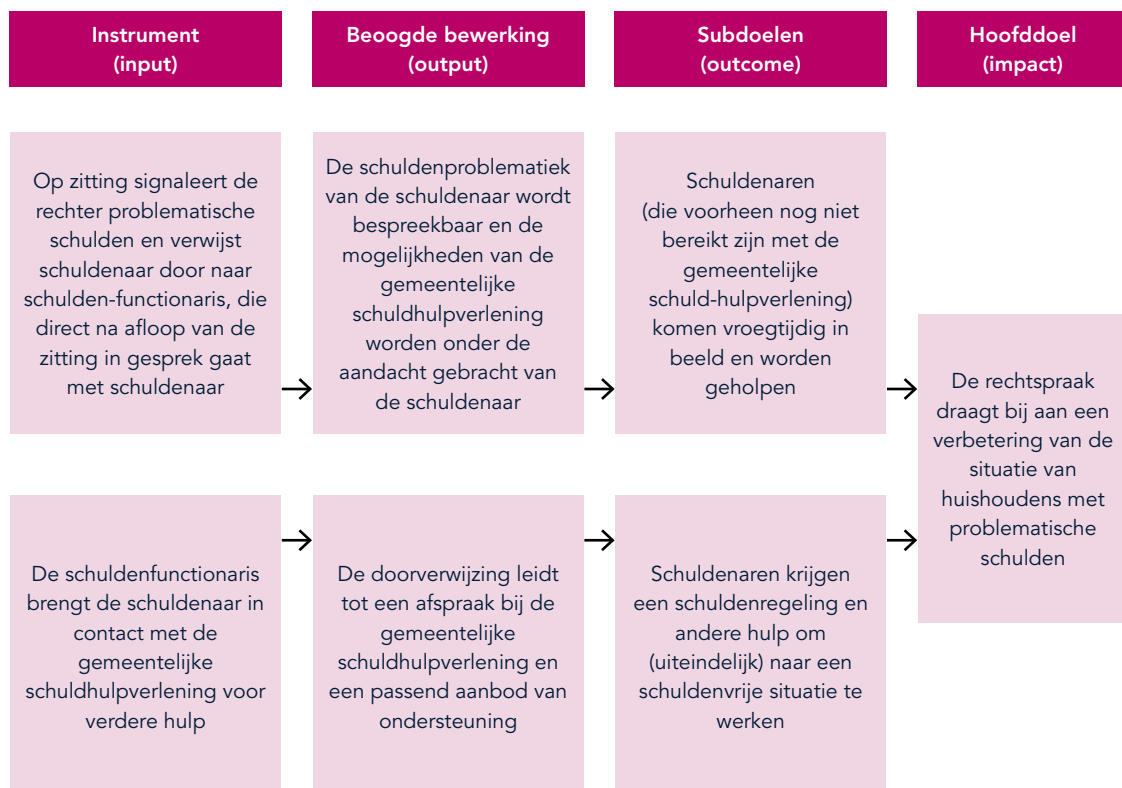 Instrument
(input)
Beoogde bewerking
(output)
Subdoelen
(outcome)
Hoofddoel
(impact)
Op zitting signaleert de
rechter problematische
schulden en verwijst
schuldenaar door naar
schulden-functionaris, die
direct na afloop van de
zitting in gesprek gaat
met schuldenaar
De schuldenproblematiek
van de schuldenaar wordt
bespreekbaar en de
mogelijkheden van de
gemeentelijke
schuldhulpverlening
worden onder de
aandacht gebracht van
de schuldenaar
Schuldenaren
(die voorheen nog niet
bereikt zijn met de
gemeentelijke
schuld-hulpverlening)
komen vroegtijdig in
beeld en worden
geholpen
De rechtspraak
draagt bij aan een
verbetering van de
situatie van
huishoudens met
problematische
schulden
De schuldenfunctionaris
brengt de schuldenaar in
contact met de
gemeentelijke
schuldhulpverlening voor
verdere hulp
De doorverwijzing leidt
tot een afspraak bij de
gemeentelijke
schuldhulpverlening en
een passend aanbod van
ondersteuning
Schuldenaren krijgen
een schuldenregeling en
andere hulp om
(uiteindelijk) naar een
schuldenvrije situatie te
werken